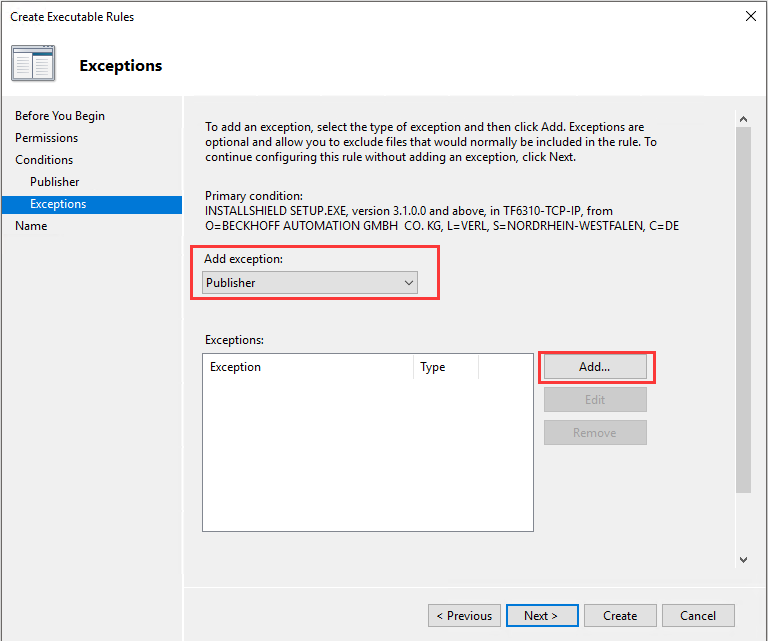 Create Executable Rules
Exceptions
Before You Begin
Permissions
Conditions
Publisher
Exceptions
Name
To add an exception, select the type of exception and then click Add. Exceptions are
optional and allow you to exclude files that would normally be included in the rule. To
continue configuring this rule without adding an exception, click Next.
Primary condition:
INSTALLSHIELD SETUP.EXE, version 3.1.0.0 and above, in TF6310-TCP-IP, from
O=BECKHOFF AUTOMATION GMBH  CO. KG, L=VERL, S=NORDRHEIN-WESTFALEN, C=DE
Add exception:
Publisher
Exceptions:
Exception Type
Add...
Edit
Remove
< Previous Next > Create Cancel